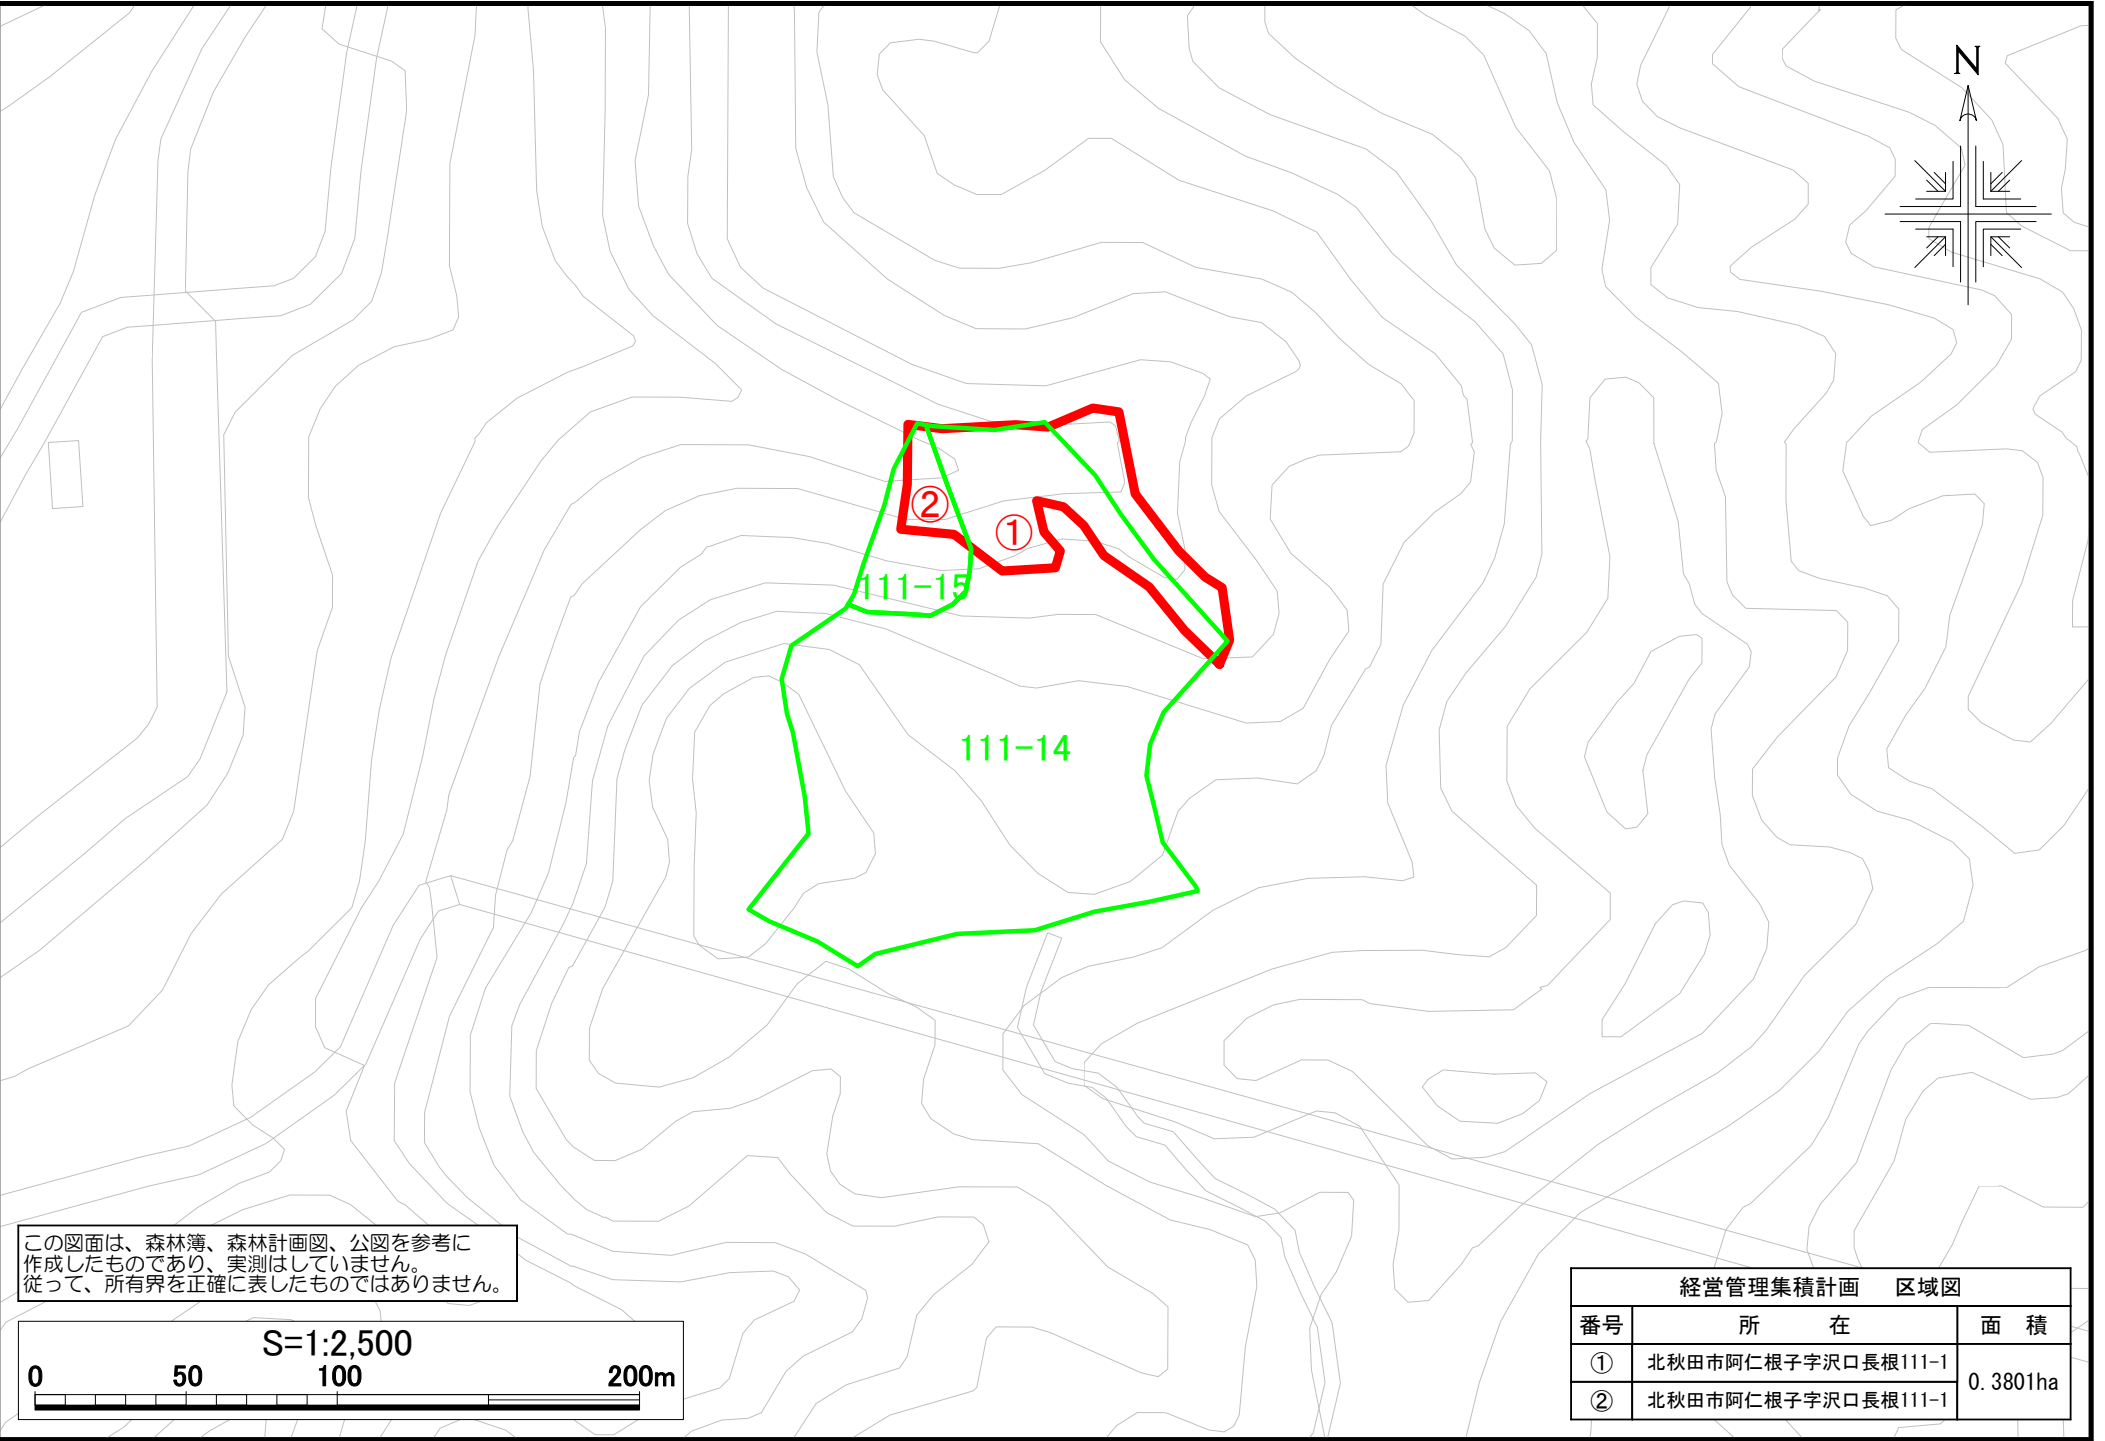 N
②
①
111-15
111-14
この図面は、森林簿、森林計画図、公図を参考に
作成したものであり、実測はしていません。
従って、所有界を正確に表したものではありません。
S=1:2,500
0 50 100 200m
経営管理集積計画 区域図
番号 所 在 面 積
① 北秋田市阿仁根子字沢口長根111-1
0.3801ha
② 北秋田市阿仁根子字沢口長根111-1